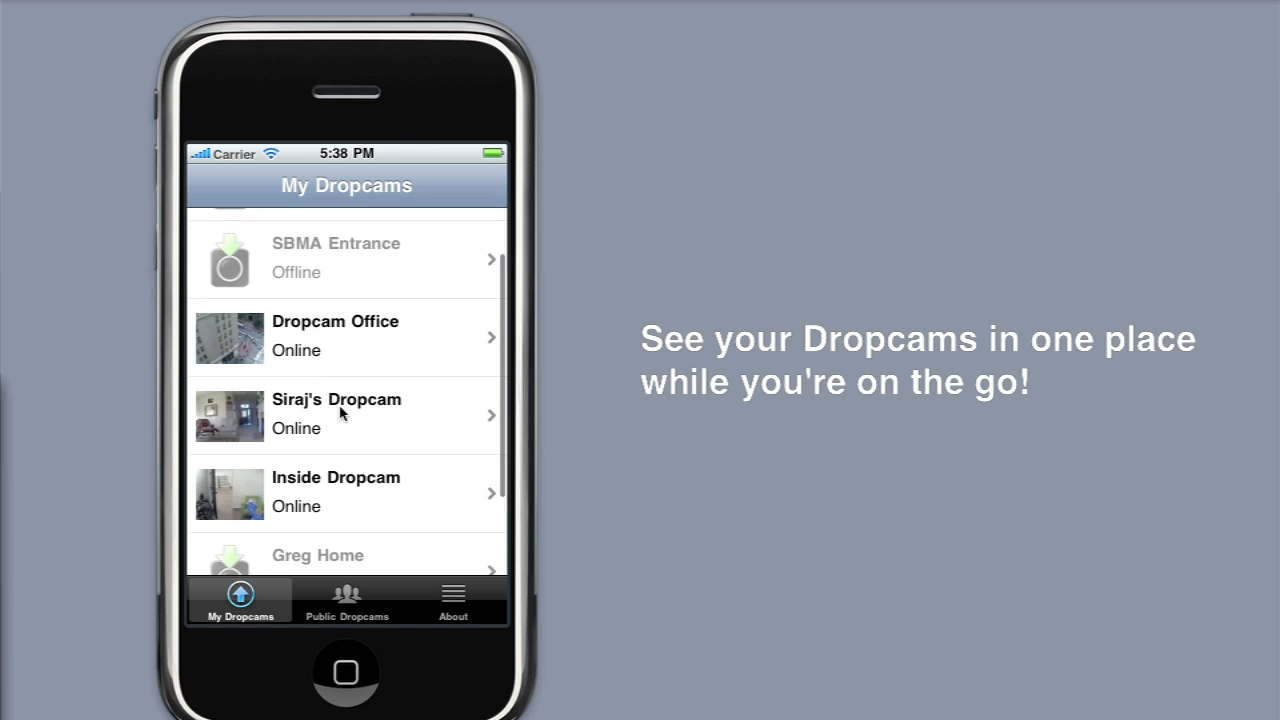 Carrier 5:38 PM
My Dropcams
SBMA Entrance
Offline
Dropcam Office
Online
Siraj's Dropcam
Online
Inside Dropcam
Online
Greg Home
My Dropcams Public Dropcams About
See your Dropcams in one place
while you're on the go!